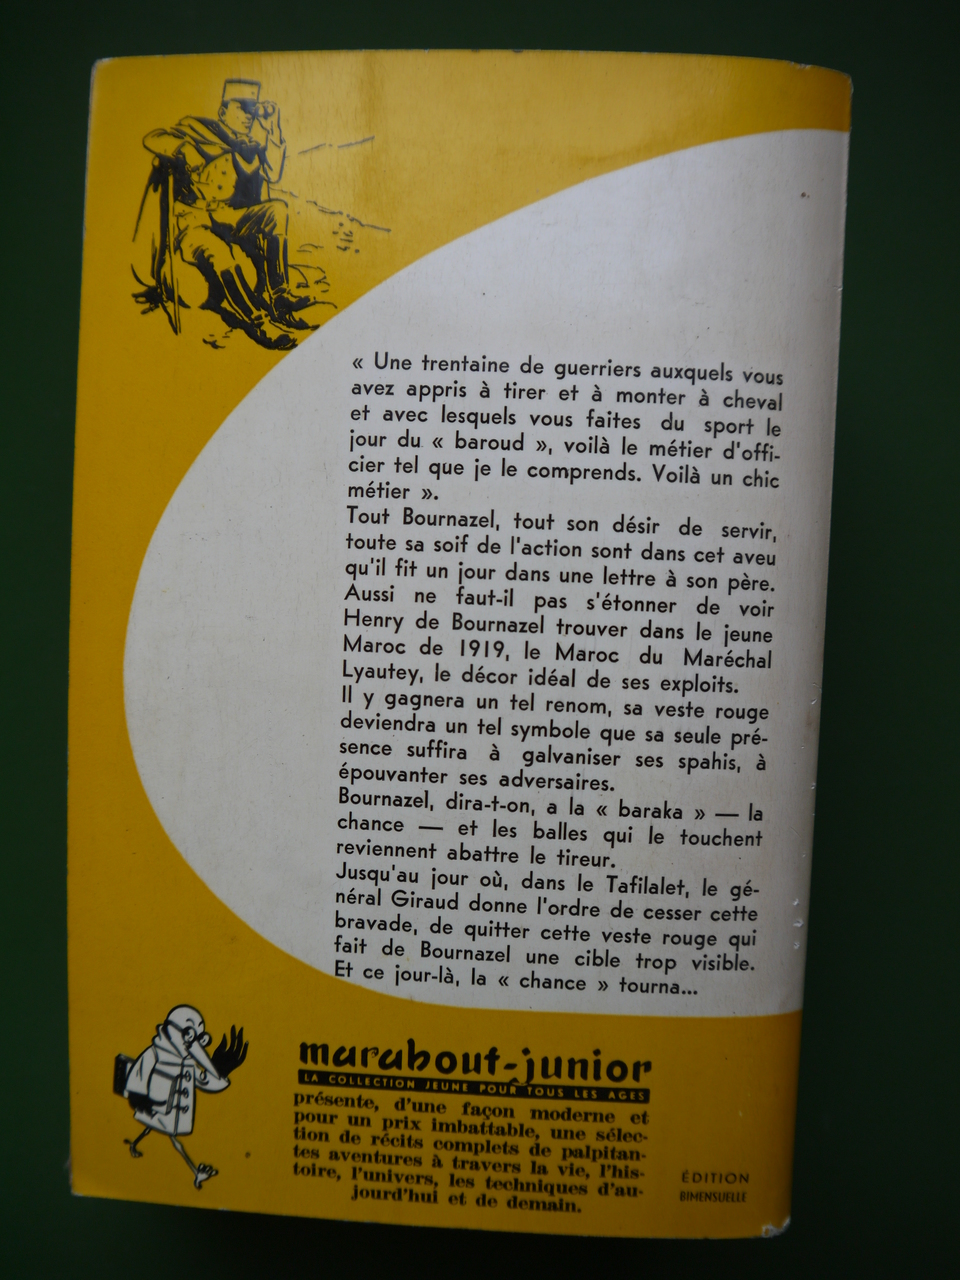 « Une trentaine de guerriers auxquels vous
avez appris à tirer et à monter à cheval
et avec lesquels vous faites du sport le
jour du « baroud », voilà le métier d'offi-
cier tel que je le comprends. Voilà un chic
métier ».
Tout Bournazel, tout son désir de servir,
toute sa soif de l'action sont dans cet aveu
qu'il fit un jour dans une lettre à son père.
Aussi ne faut-il pas s'étonner de voir
Henry de Bournazel trouver dans le jeune
Maroc de 1919, le Maroc du Maréchal
Lyautey, le décor idéal de ses exploits.
Il y gagnera un tel renom, sa veste rouge
deviendra un tel symbole que sa seule pré-
sence suffira à galvaniser ses spahis, à
épouvanter ses adversaires.
Bournazel, dira-t-on, a la « baraka » — la
chance — et les balles qui le touchent
reviennent abattre le tireur.
Jusqu'au jour où, dans le Tafilalet, le gé-
néral Giraud donne l'ordre de cesser cette
bravade, de quitter cette veste rouge qui
fait de Bournazel une cible trop visible.
Et ce jour-là, la « chance » tourna...
marabout-junior
LA COLLECTION JEUNE POUR TOUS LES AGES
présente, d'une façon moderne et
pour un prix imbattable, une sélec-
tion de récits complets de palpitan-
tes aventures à travers la vie, l'his-
toire, l'univers, les techniques d'au-
jourd'hui et de demain.
ÉDITION
BIMENSUELLE